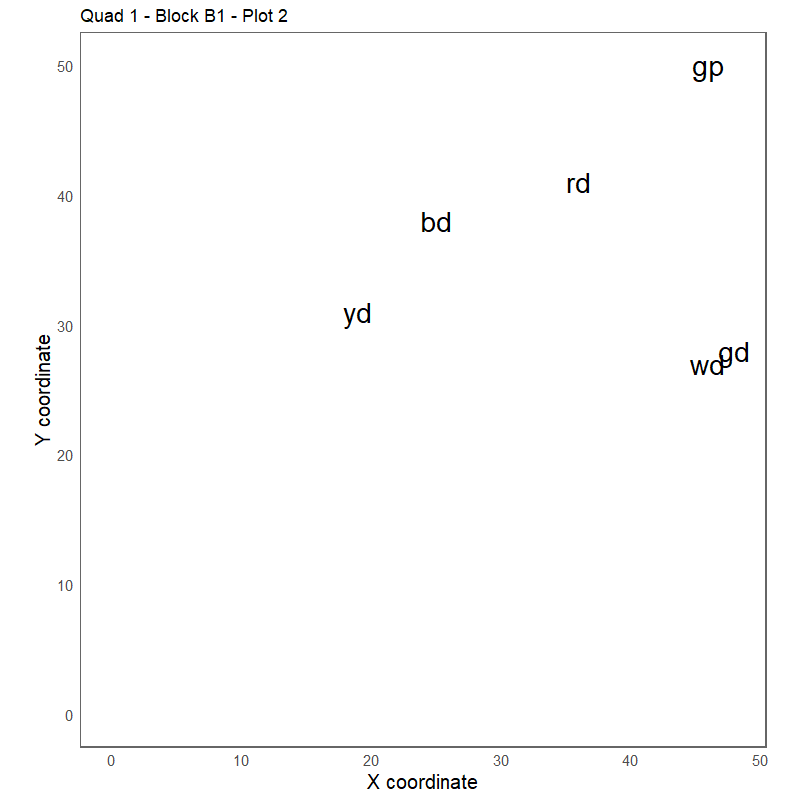 Quad 1 - Block B1 - Plot 2
50
gp
rd
40
bd
yd
30
gd
wd
20
10
0
Y coordinate
0 10 20 30 40 50
X coordinate